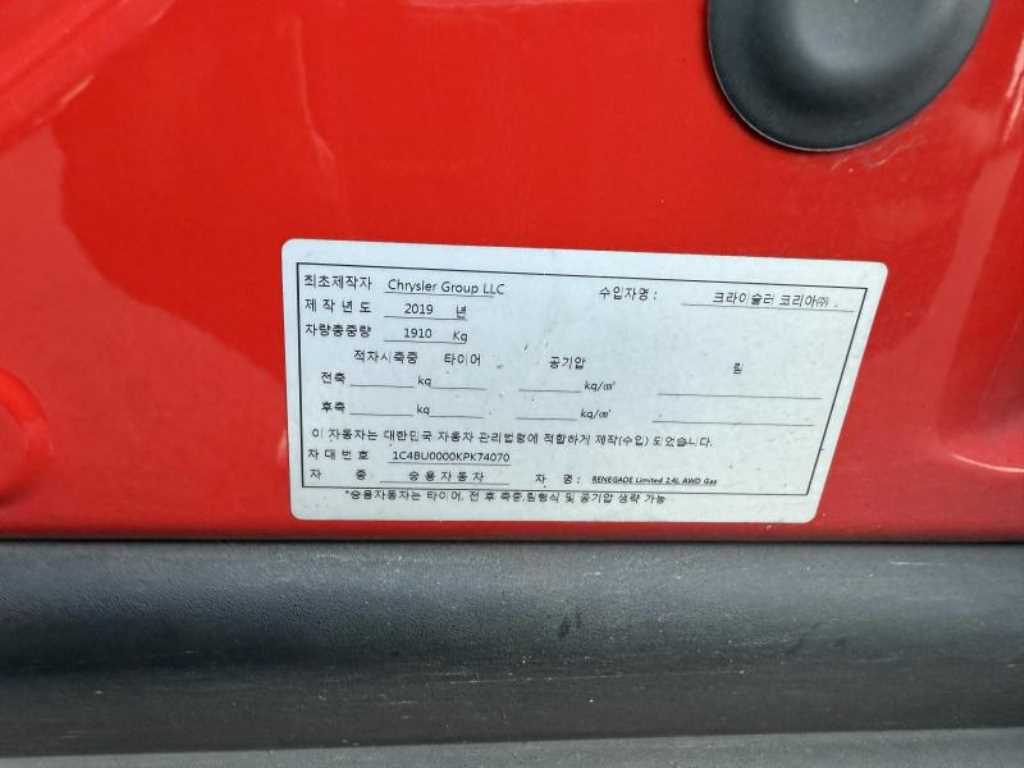 최초제작자 Chrysler Group LLC 수입자명 : 크라이슬러 코리아㈜ .
제 작 년 도 2019 년
차량총중량 1910 Kg
적차시축중 타이어 공기압 림
전축 kg kg/㎠
후축 kg kg/㎠
이 자동차는 대한민국 자동차 관리법령에 적합하게 제작(수입) 되었습니다.
차 대 번 호 1C4BU0000KPK74070
차 종 승 용 자 동 차 차 명 : RENEGADE Limited 2.4L AWD Gas
*승용자동차는 타이어, 전 후 축중,림형식 및 공기압 생략 가능